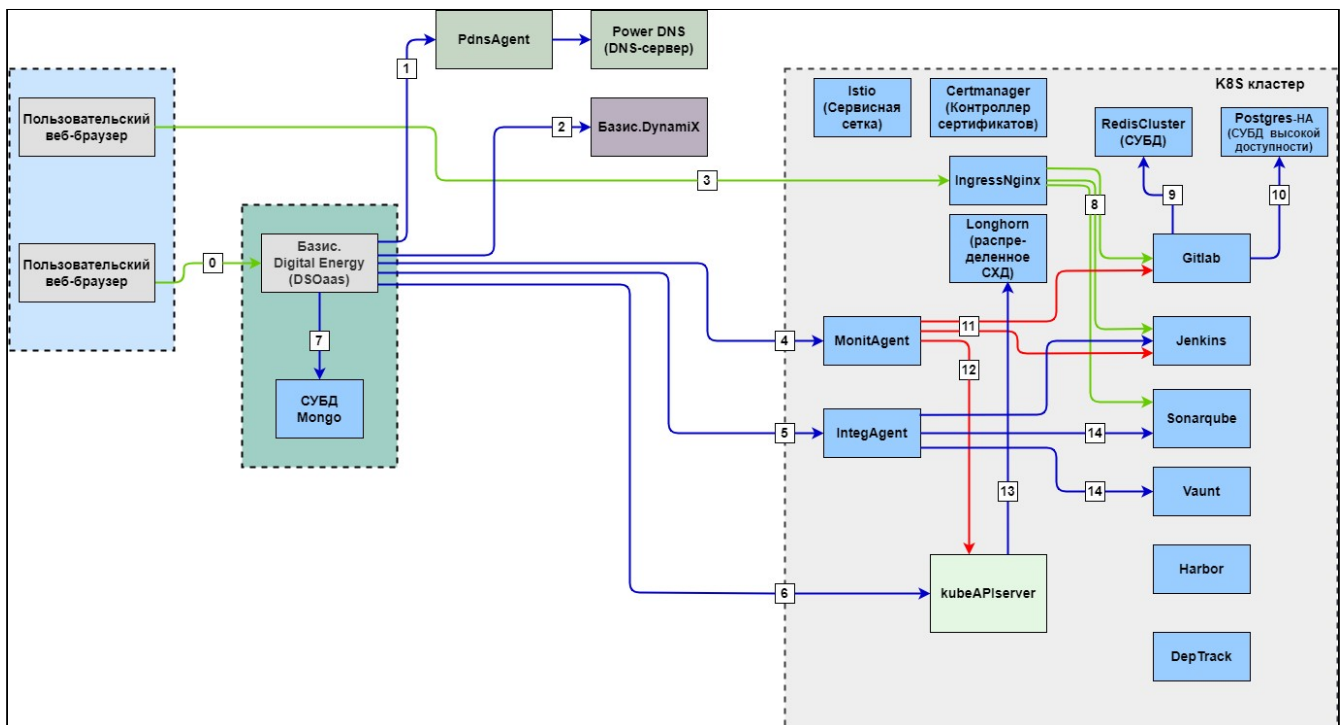 PdnsAgent
Power DNS
(DNS-сервер)
1
K8S кластер
Пользовательский
веб-браузер
2
Базис.DynamiX
Istio
(Сервисная
сетка)
Certmanager
(Контроллер
сертификатов)
RedisCluster
(СУБД)
Postgres-HA
(СУБД высокой
доступности)
3
IngressNginx
8
9
10
Пользовательский
веб-браузер
0
Базис.
Digital Energy
(DSOaas)
Longhorn
(распре-
деленное
СХД)
Gitlab
7
4
MonitAgent
11
12
Jenkins
СУБД
Mongo
5
IntegAgent
14
Sonarqube
13
14
Vaunt
6
kubeAPIserver
Harbor
DepTrack